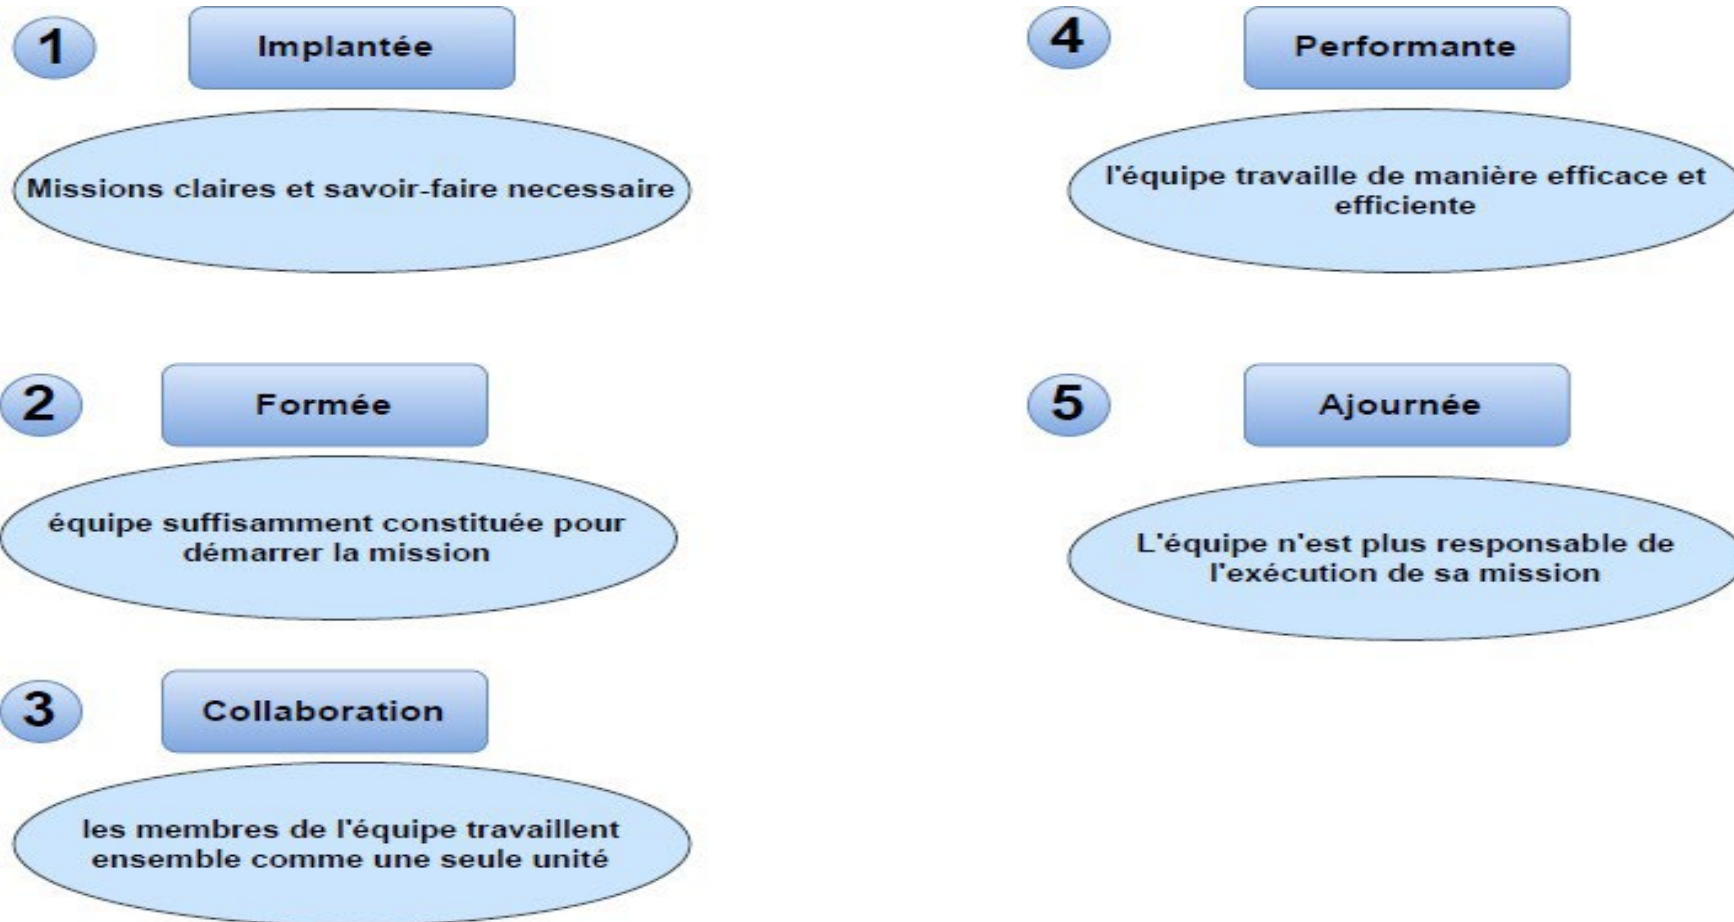 1
Implantée
Missions claires et savoir-faire necessaire
2
Formée
équipe suffisamment constituée pour
démarrer la mission
3
Collaboration
les membres de l'équipe travaillent
ensemble comme une seule unité
4
Performante
l'équipe travaille de manière efficace et
efficiente
5
Ajournée
L'équipe n'est plus responsable de
l'exécution de sa mission